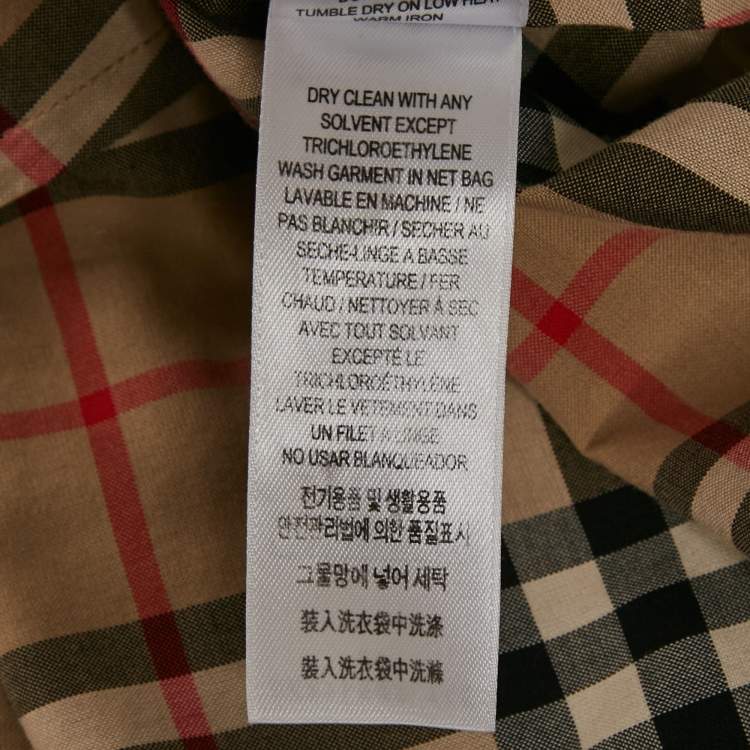 TUMBLE DRY ON LOW HEAT
WARM IRON
DRY CLEAN WITH ANY
SOLVENT EXCEPT
TRICHLOROETHYLENE
WASH GARMENT IN NET BAG
LAVABLE EN MACHINE / NE
PAS BLANCHIR / SECHER AU
SECHE-LINGE A BASSE
TEMPERATURE / FER
CHAUD / NETTOYER A SEC
AVEC TOUT SOLVANT
EXCEPTÉ LE
TRICHLOROÉTHYLÈNE
LAVER LE VETEMENT DANS
UN FILET A LINGE
NO USAR BLANQUEADOR
전기용품 및 생활용품
안전관리법에 의한 품질표시
그물망에 넣어 세탁
装入洗衣袋中洗涤
裝入洗衣袋中洗滌